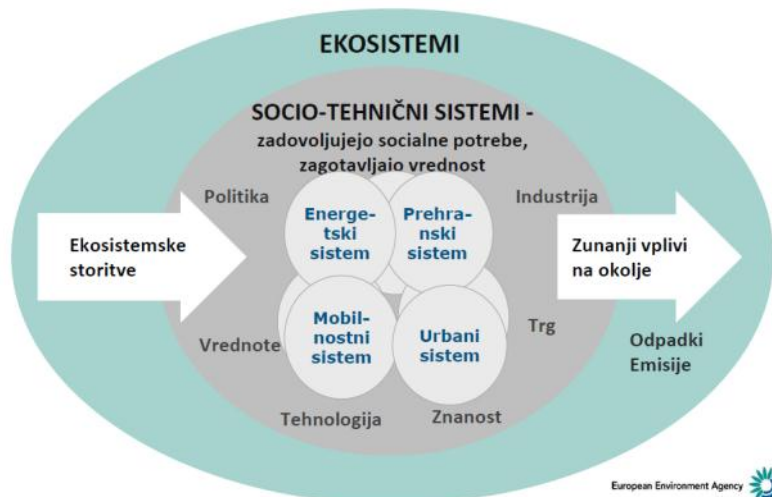 EKOSISTEMI
SOCIO-TEHNIČNI SISTEMI -
zadovoljujejo socialne potrebe,
zagotavljaio vrednost
Politika
Industrija
Energe-
tski
sistem
Prehra-
nski
sistem
Ekosistemske
storitve
Zunanji vplivi
na okolje
Mobil-
nostni
sistem
Urbani
sistem
Vrednote
Trg
Odpadki
Emisije
Tehnologija
Znanost
European Environment Agency